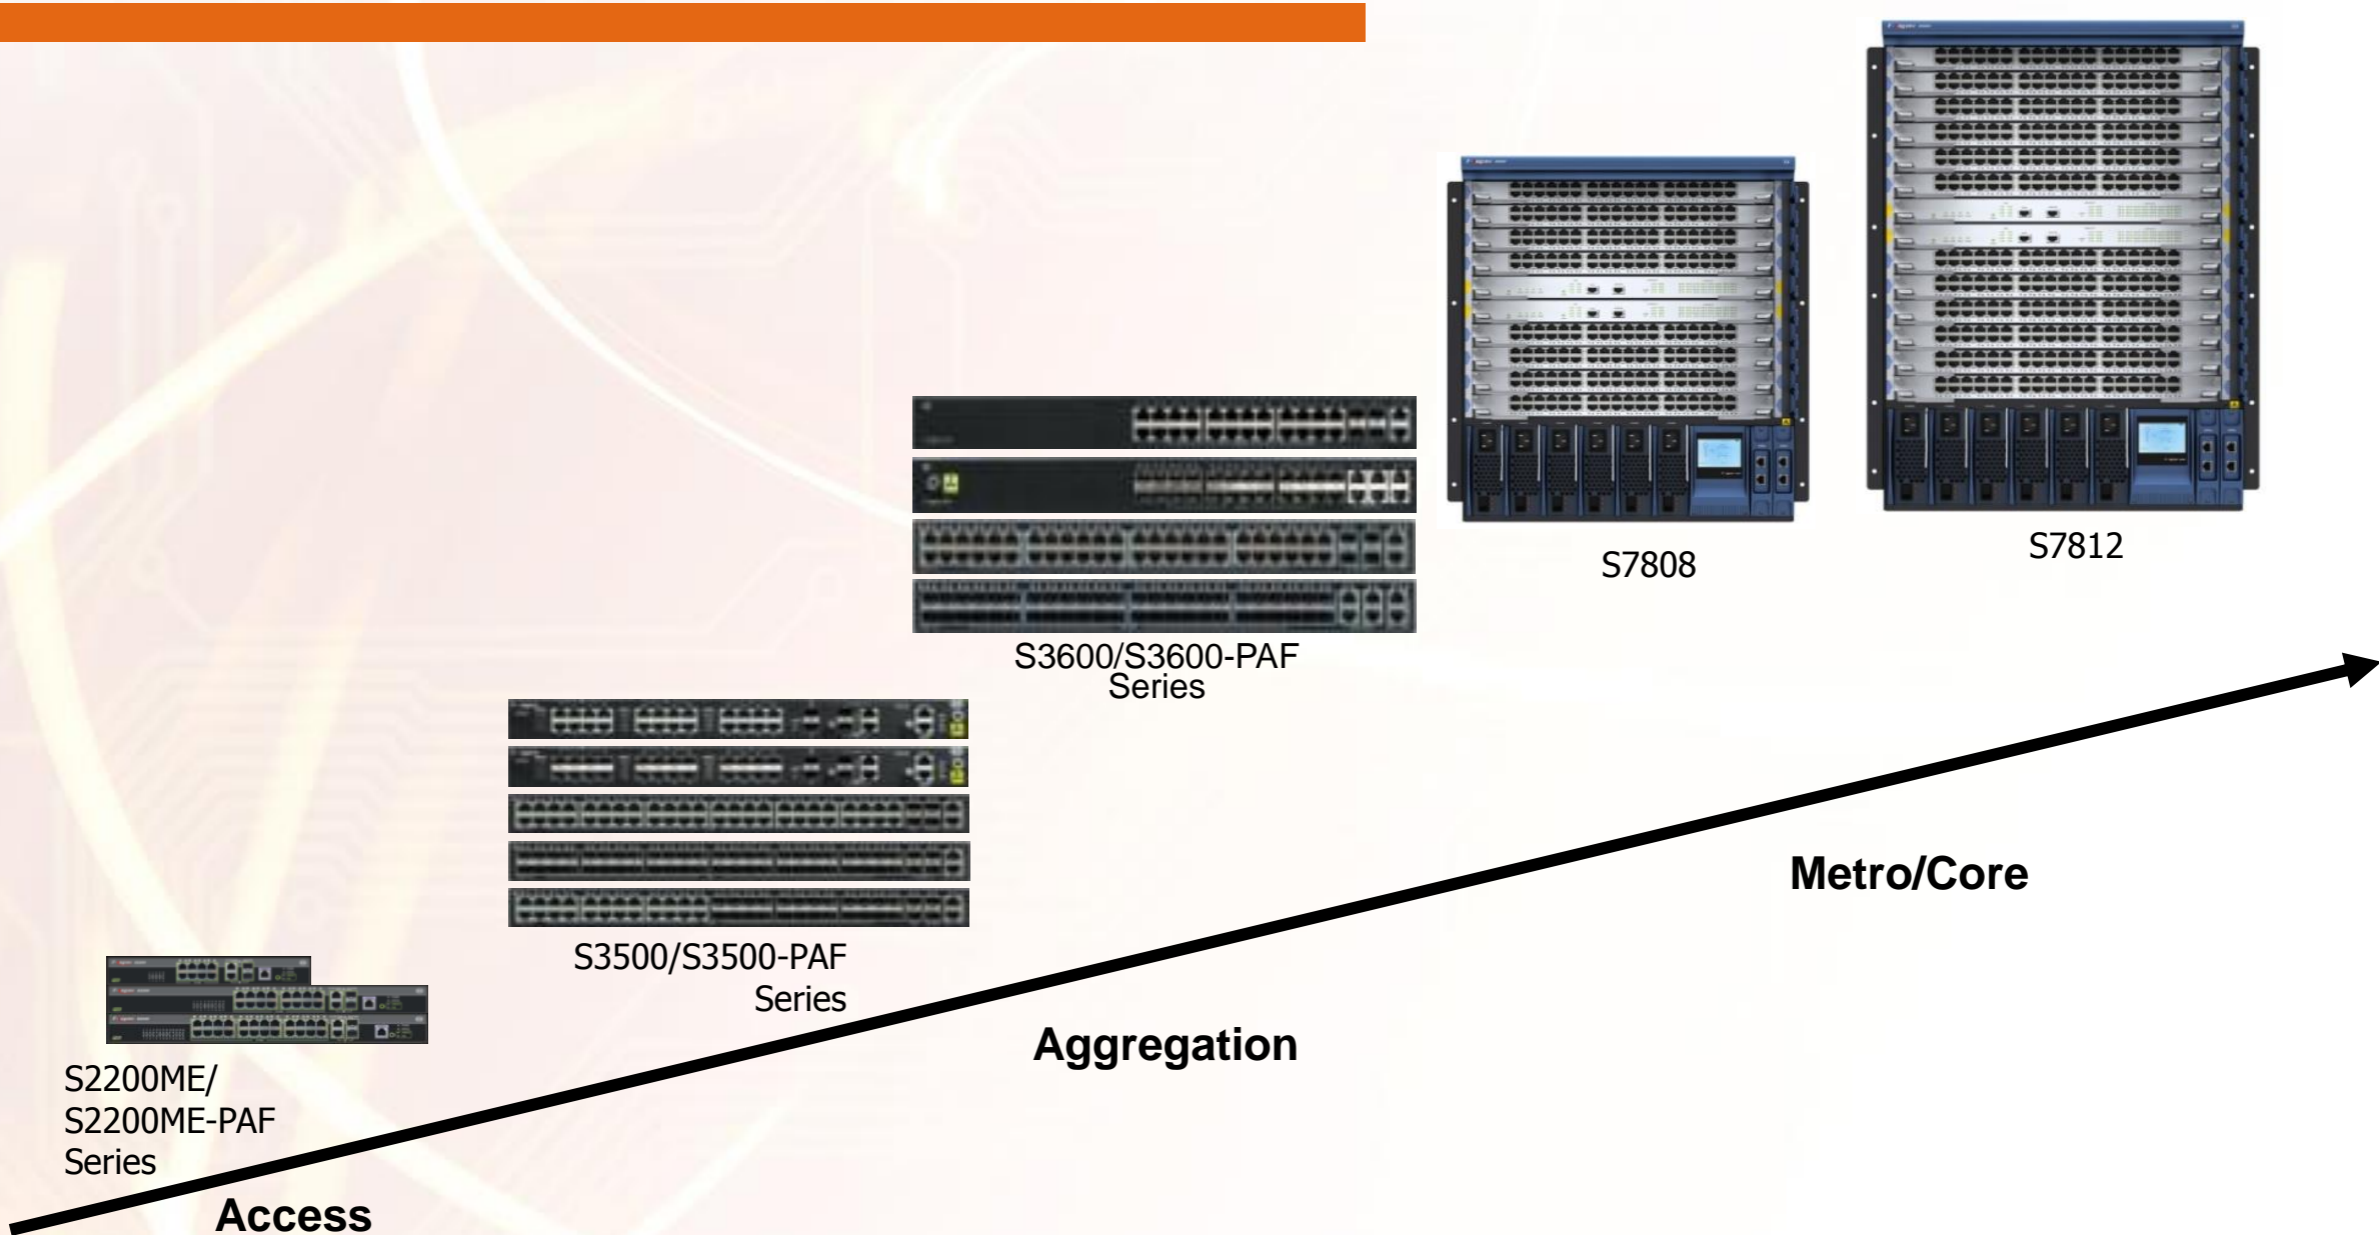 S7812
S7808
S3600/S3600-PAF
Series
Metro/Core
S3500/S3500-PAF
Series
Aggregation
S2200ME/
S2200ME-PAF
Series
Access